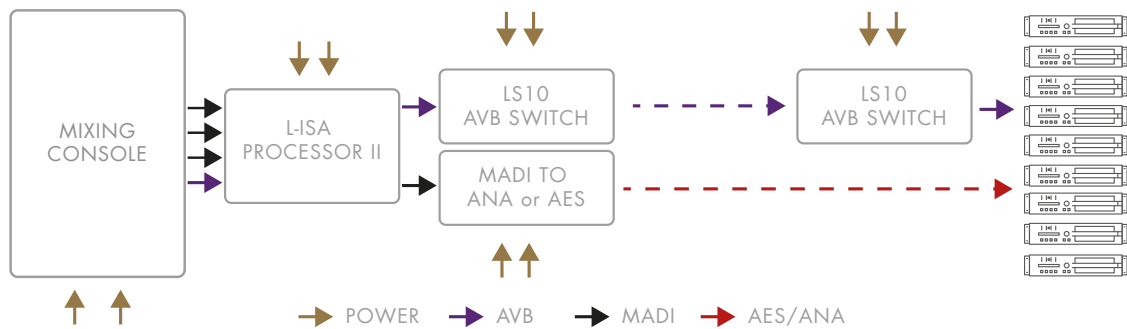 MIXING
CONSOLE
L-ISA
PROCESSOR II
LS10
AVB SWITCH
MADI TO
ANA or AES
LS10
AVB SWITCH
POWER
AVB
MADI
AES/ANA